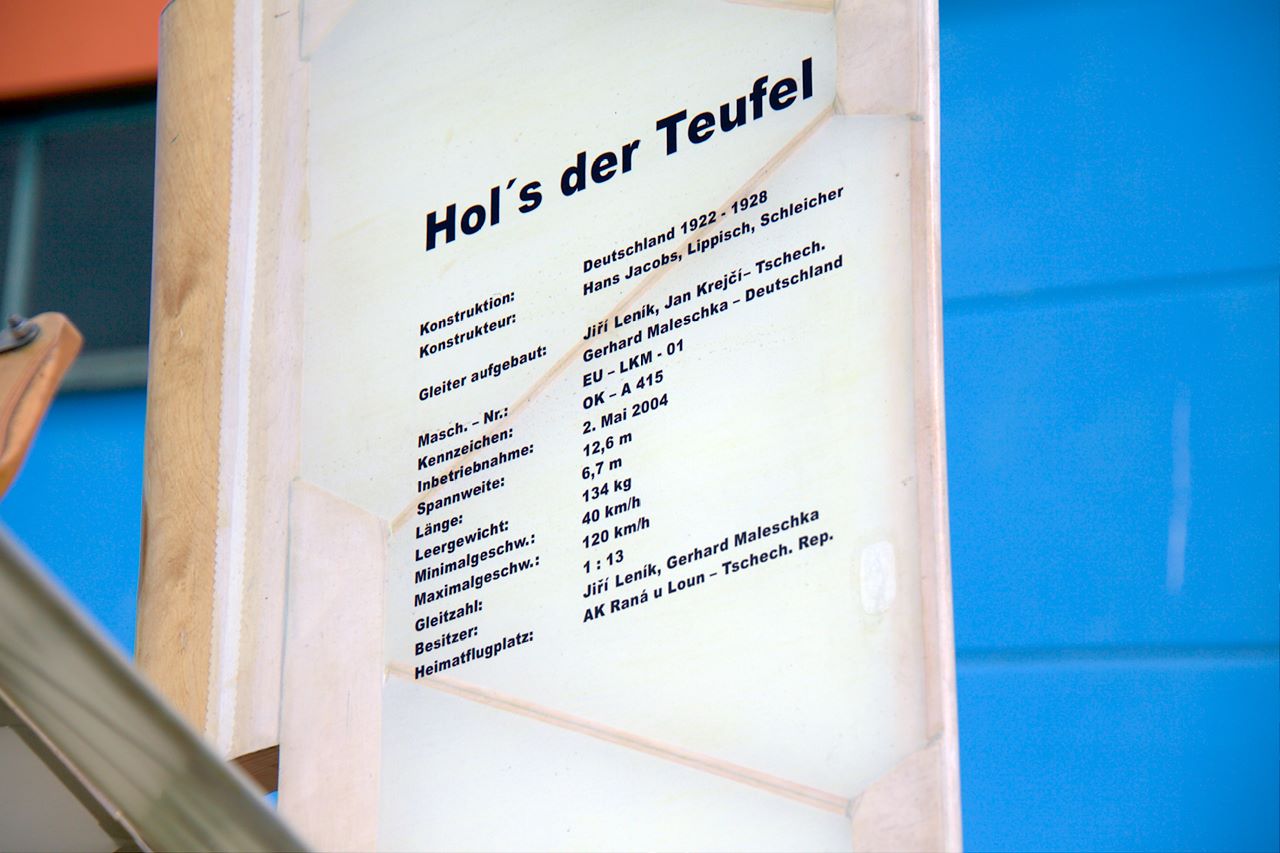 Hol´s der Teufel
Konstruktion: Deutschland 1922 - 1928
Konstrukteur: Hans Jacobs, Lippisch, Schleicher
Gleiter aufgebaut: Jiří Leník, Jan Krejčí– Tschech.
Gerhard Maleschka – Deutschland
Masch. – Nr.: EU – LKM - 01
Kennzeichen: OK – A 415
Inbetriebnahme: 2. Mai 2004
Spannweite: 12,6 m
Länge: 6,7 m
Leergewicht: 134 kg
Minimalgeschw.: 40 km/h
Maximalgeschw.: 120 km/h
Gleitzahl: 1 : 13
Besitzer: Jiří Leník, Gerhard Maleschka
Heimatflugplatz: AK Raná u Loun – Tschech. Rep.